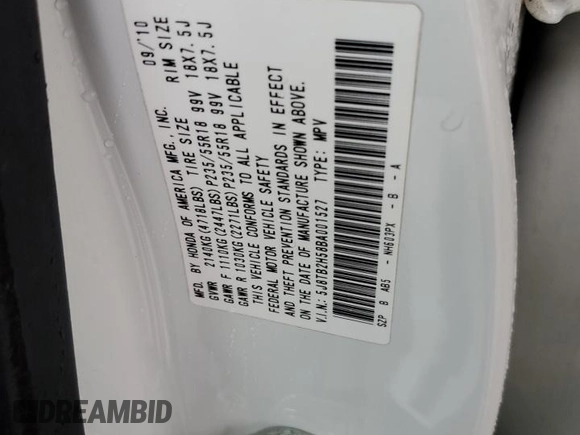 MFD. BY HONDA OF AMERICA MFG., INC. 09/'10
TIRE SIZE RIM SIZE
GVWR 2140KG(4718LBS)
GAWR F 1110KG(2447LBS)P235/55R18 99V 18X7.5J
GAWR R 1030KG(2271LBS)P235/55R18 99V 18X7.5J
THIS VEHICLE CONFORMS TO ALL APPLICABLE
FEDERAL MOTOR VEHICLE SAFETY
AND THEFT PREVENTION STANDARDS IN EFFECT
ON THE DATE OF MANUFACTURE SHOWN ABOVE.
V.I.N.: 5J8TB2H58BA001527 TYPE: MPV
SZP B AB5 - NH603PX - B - A
DREAMBID